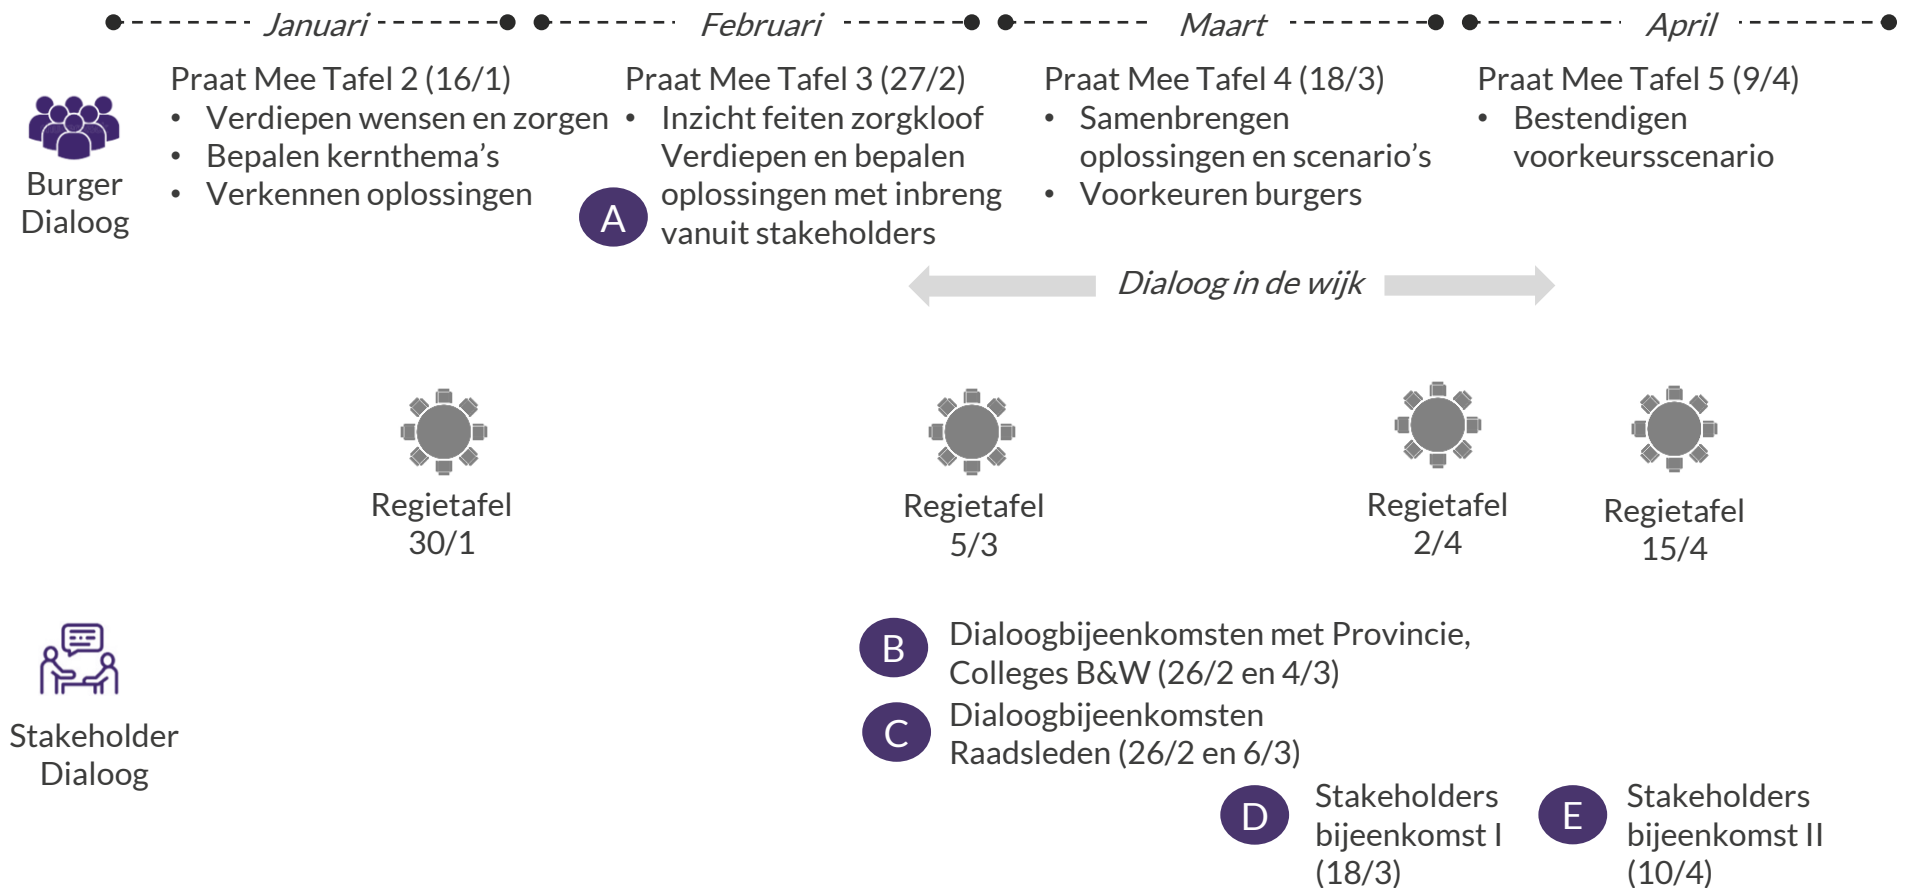 Januari
Februari
Maart
April
Burger
Dialoog
Praat Mee Tafel 2 (16/1)
• Verdiepen wensen en zorgen
• Bepalen kernthema's
• Verkennen oplossingen
A
Praat Mee Tafel 3 (27/2)
• Inzicht feiten zorgkloof
Verdiepen en bepalen
oplossingen met inbreng
vanuit stakeholders
Praat Mee Tafel 4 (18/3)
• Samenbrengen
oplossingen en scenario's
• Voorkeuren burgers
Praat Mee Tafel 5 (9/4)
• Bestendigen
voorkeursscenario
Dialoog in de wijk
Regietafel
30/1
Regietafel
5/3
Regietafel
2/4
Regietafel
15/4
Stakeholder
Dialoog
B
Dialoogbijeenkomsten met Provincie,
Colleges B&W (26/2 en 4/3)
C
Dialoogbijeenkomsten
Raadsleden (26/2 en 6/3)
D
Stakeholders
bijeenkomst I
(18/3)
E
Stakeholders
bijeenkomst II
(10/4)